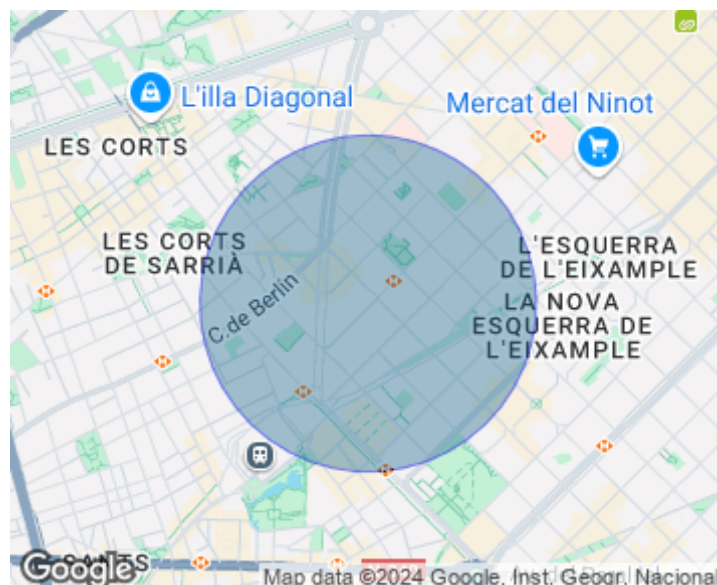 L'illa Diagonal
Mercat del Ninot
LES CORTS
LES CORTS
DE SARRIÀ
L'ESQUERRA
DE L'EIXAMPLE
C. de Berlín
LA NOVA
ESQUERRA DE
L'EIXAMPLE
SANTS
Google
Map data ©2024 Google, Inst. Geogr. Nacional